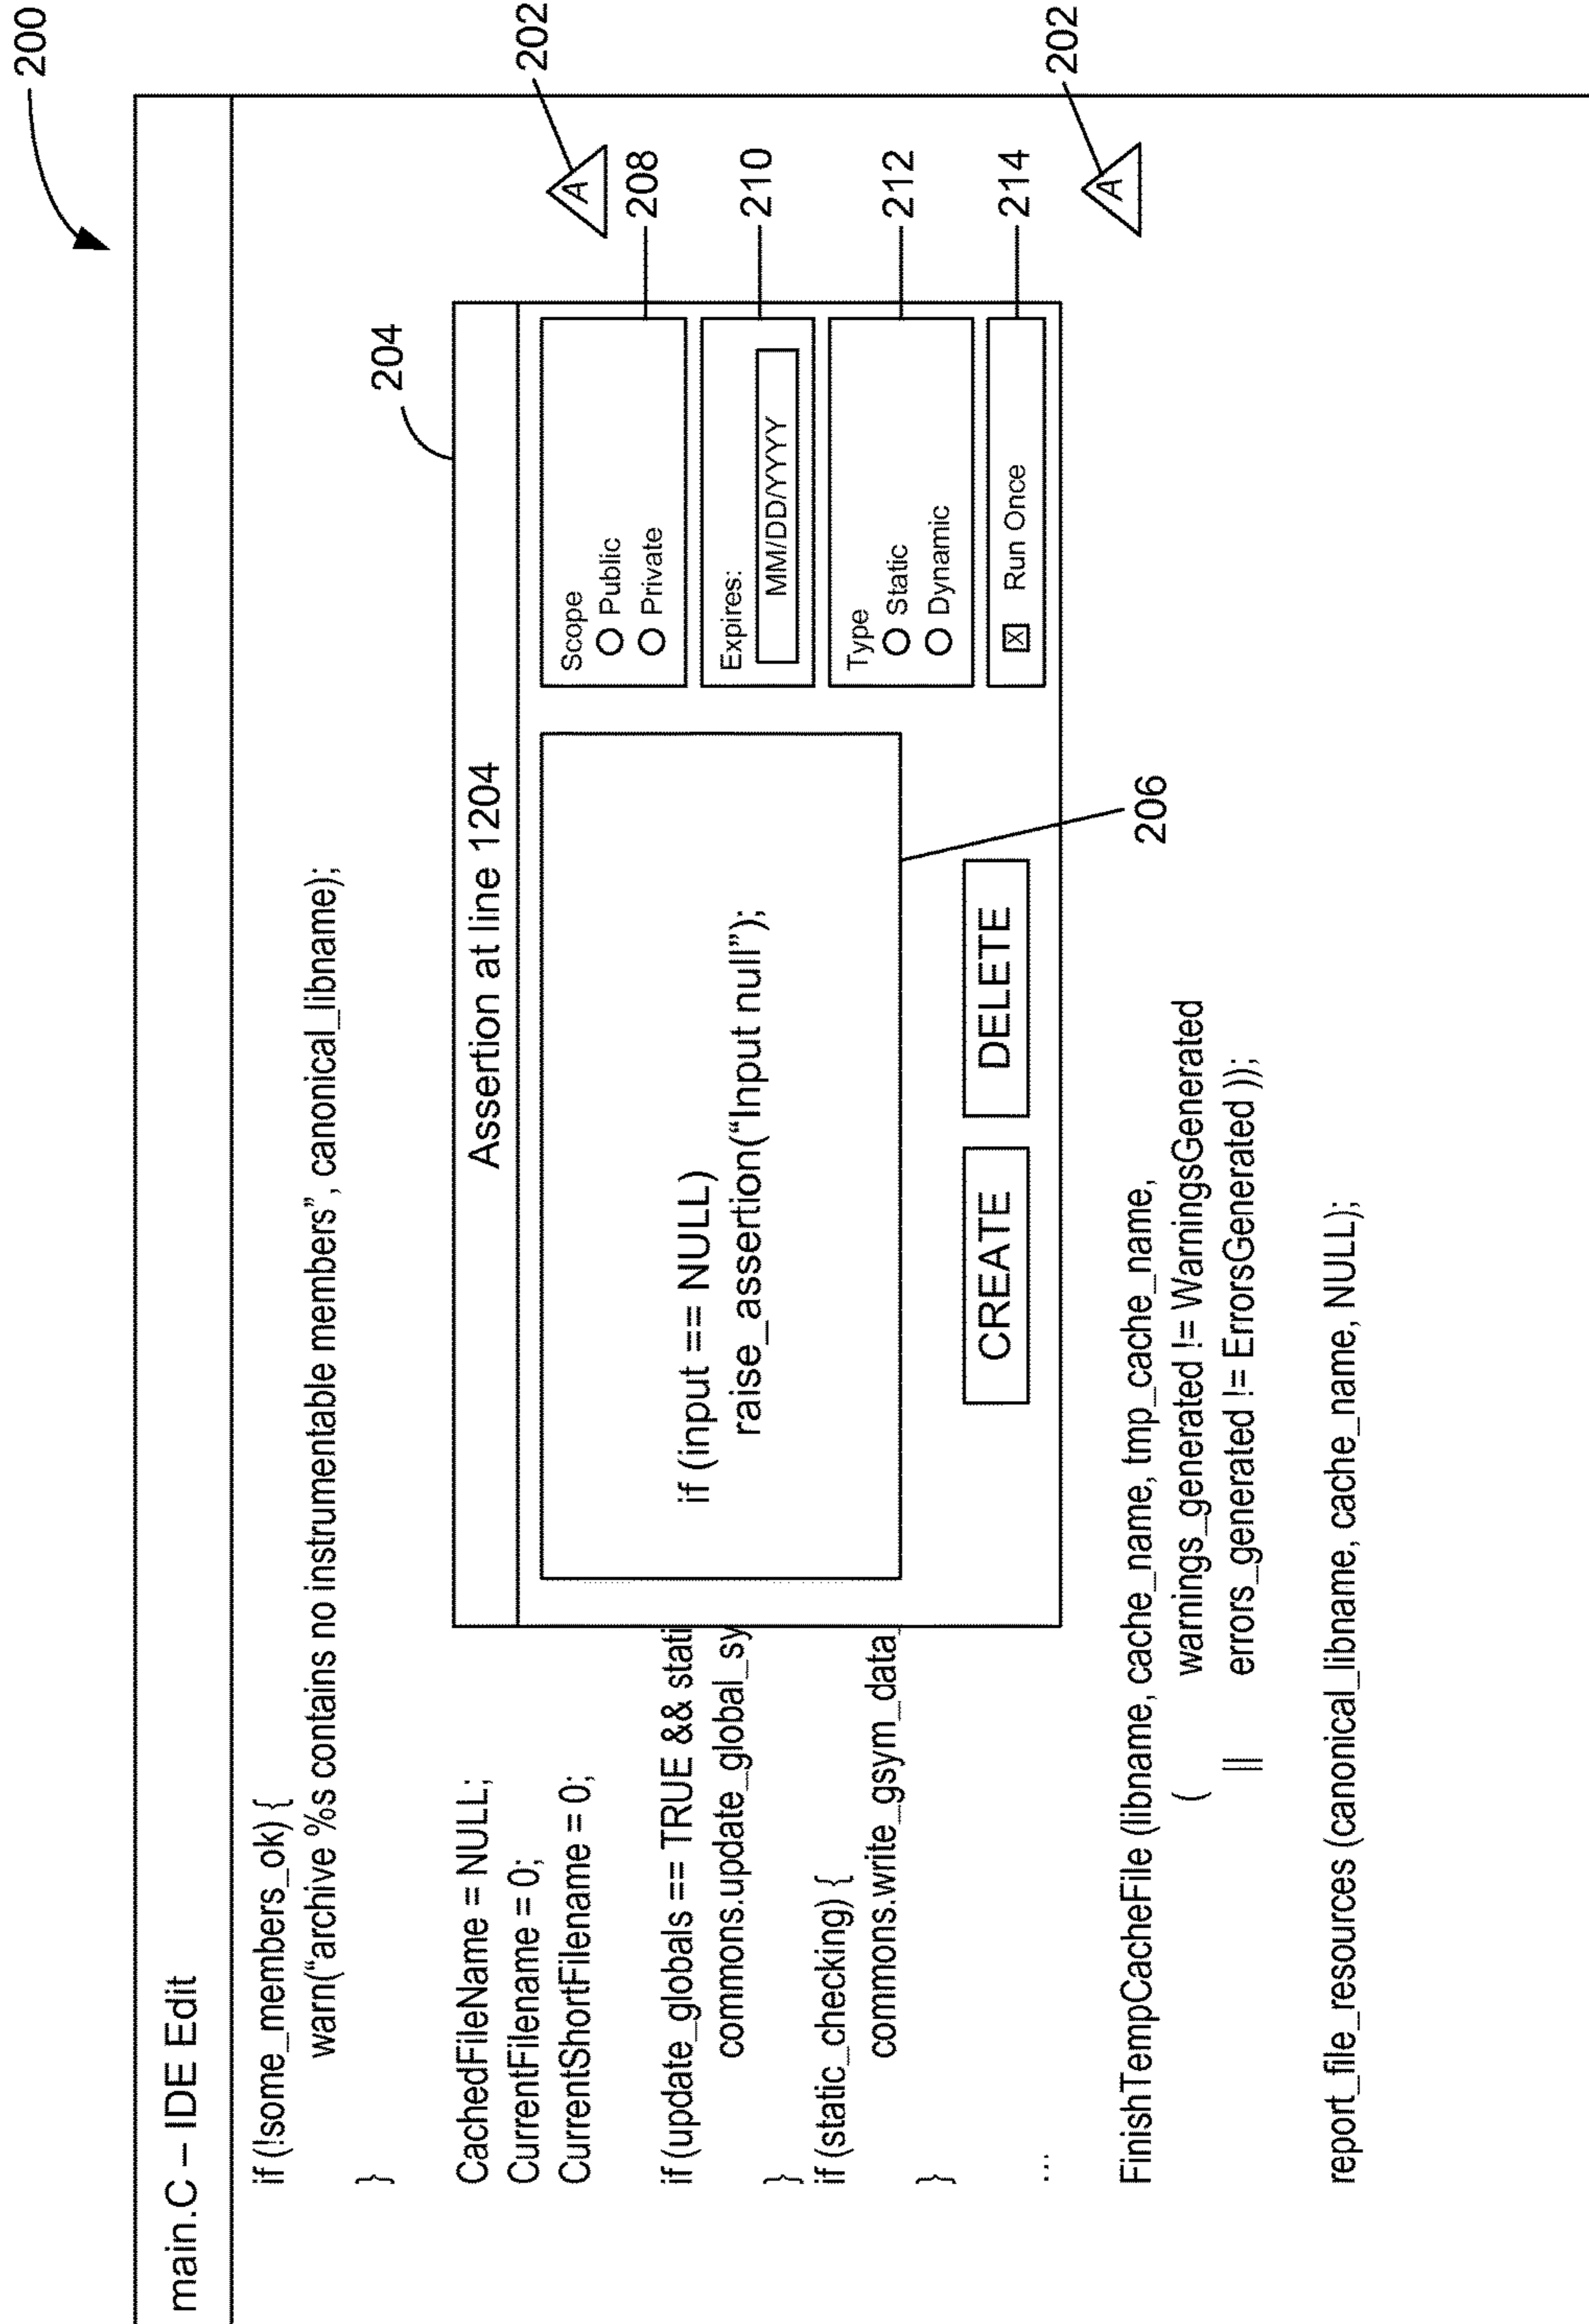 200
main.C – IDE Edit
if (!some_members_ok) {
warn(“archive %s contains no instrumentable members”, canonical_libname);
}
204
CachedFileName = NULL;
CurrentFilename = 0;
CurrentShortFilename = 0;
if (update_globals == TRUE && stati
commons.update_global_sy
}
if (static_checking) {
commons.write_gsym_data_
}
...
Assertion at line 1204
if (input == NULL)
raise_assertion(“Input null”);
CREATE
DELETE
206
Scope
Public
Private
Expires:
MM/DD/YYYY
Type
Static
Dynamic
X Run Once
202
A
208
210
212
214
202
A
FinishTempCacheFile (libname, cache_name, tmp_cache_name,
( warnings_generated != WarningsGenerated
|| errors_generated != ErrorsGenerated ));
report_file_resources (canonical_libname, cache_name, NULL);